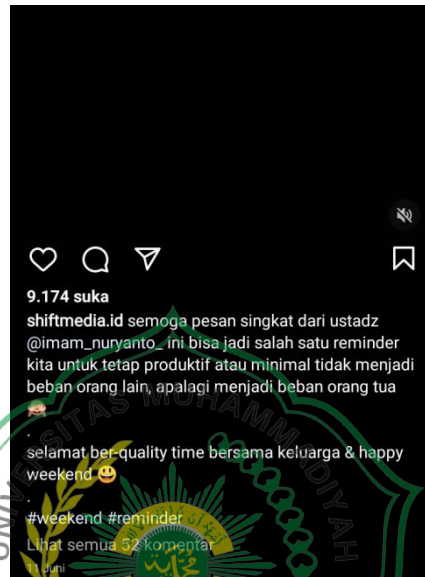 9.174 suka
shiftmedia.id semoga pesan singkat dari ustadz
@imam_nuryanto_ ini bisa jadi salah satu reminder
kita untuk tetap produktif atau minimal tidak menjadi
beban orang lain, apalagi menjadi beban orang tua
🙈
.
selamat ber-quality time bersama keluarga & happy
weekend 😃
.
#weekend #reminder
Lihat semua 52 komentar
11 Juni